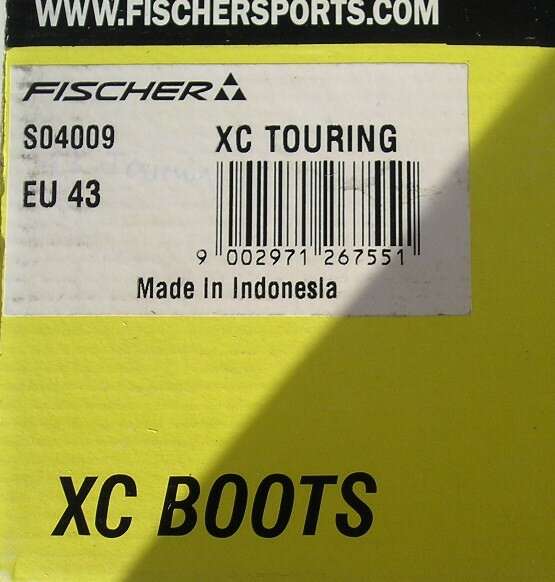 WWW.FISCHERSPORTS.COM
FISCHER
S04009 XC TOURING
EU 43
9 002971 267551
Made in Indonesia
XC BOOTS